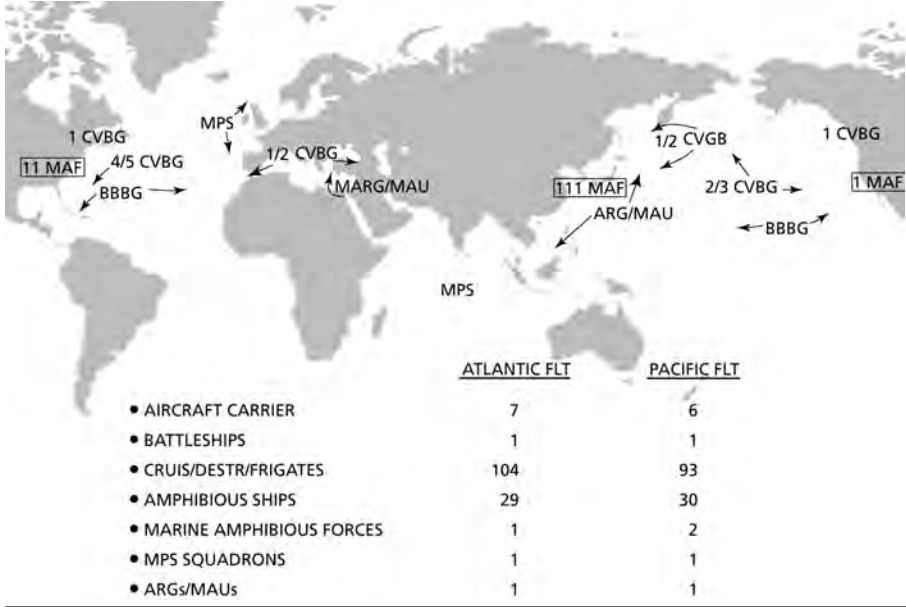 1 CVBG
11 MAF
4/5 CVBG
BBBG
MPS
1/2 CVBG
MARG/MAU
MPS
111 MAF
ARG/MAU
1/2 CVGB
2/3 CVBG
BBBG
1 CVBG
1 MAF
ATLANTIC FLT PACIFIC FLT
• AIRCRAFT CARRIER 7 6
• BATTLESHIPS 1 1
• CRUIS/DESTR/FRIGATES 104 93
• AMPHIBIOUS SHIPS 29 30
• MARINE AMPHIBIOUS FORCES 1 2
• MPS SQUADRONS 1 1
• ARGs/MAUs 1 1